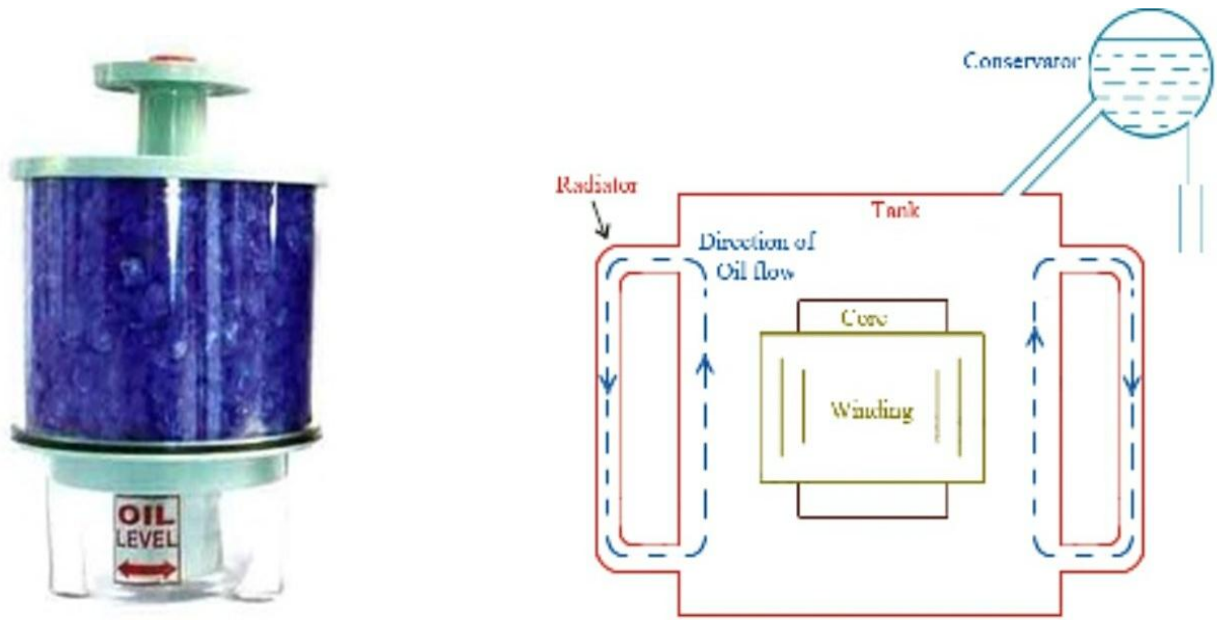 OIL
LEVEL
Conservator
Radiator
Tank
Direction of
Oil flow
Core
Winding